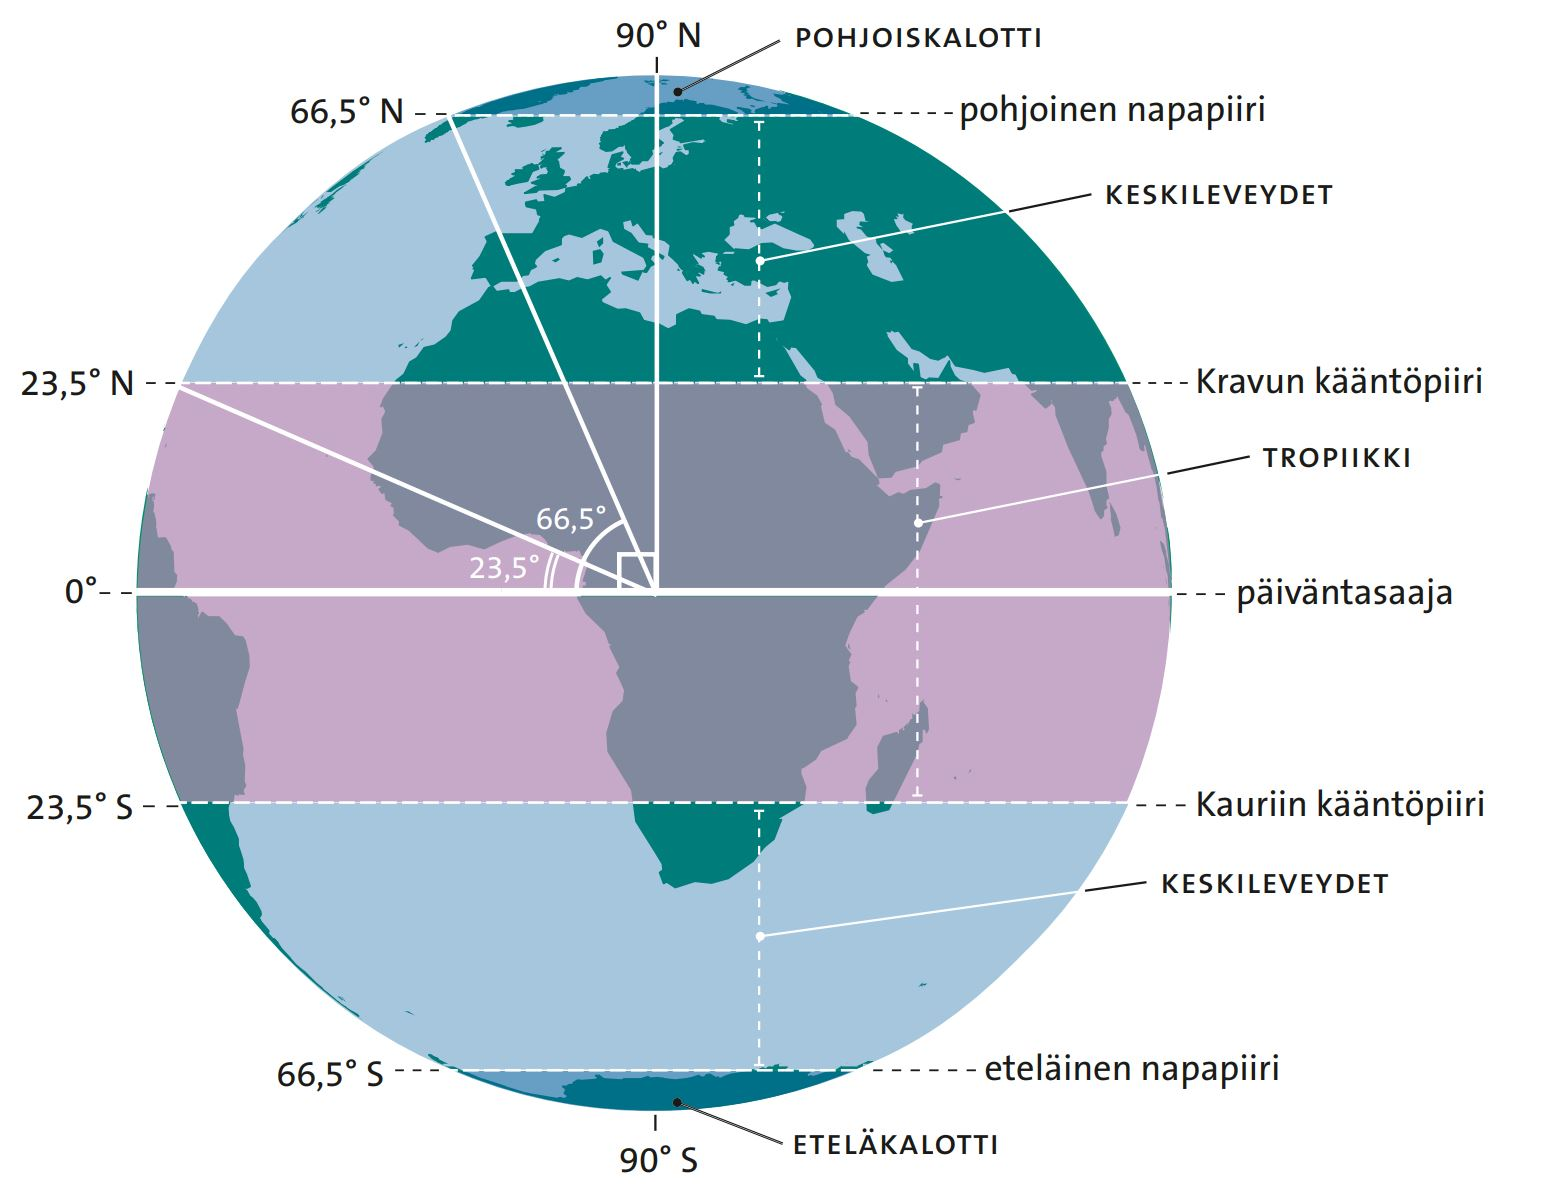 90° N
POHJOISKALOTTI
66,5° N
pohjoinen napapiiri
KESKILEVEYDET
23,5° N
Kravun kääntöpiiri
TROPIIKKI
66,5°
23,5°
0°
päiväntasaaja
23,5° S
Kauriin kääntöpiiri
KESKILEVEYDET
66,5° S
eteläinen napapiiri
ETELÄKALOTTI
90° S